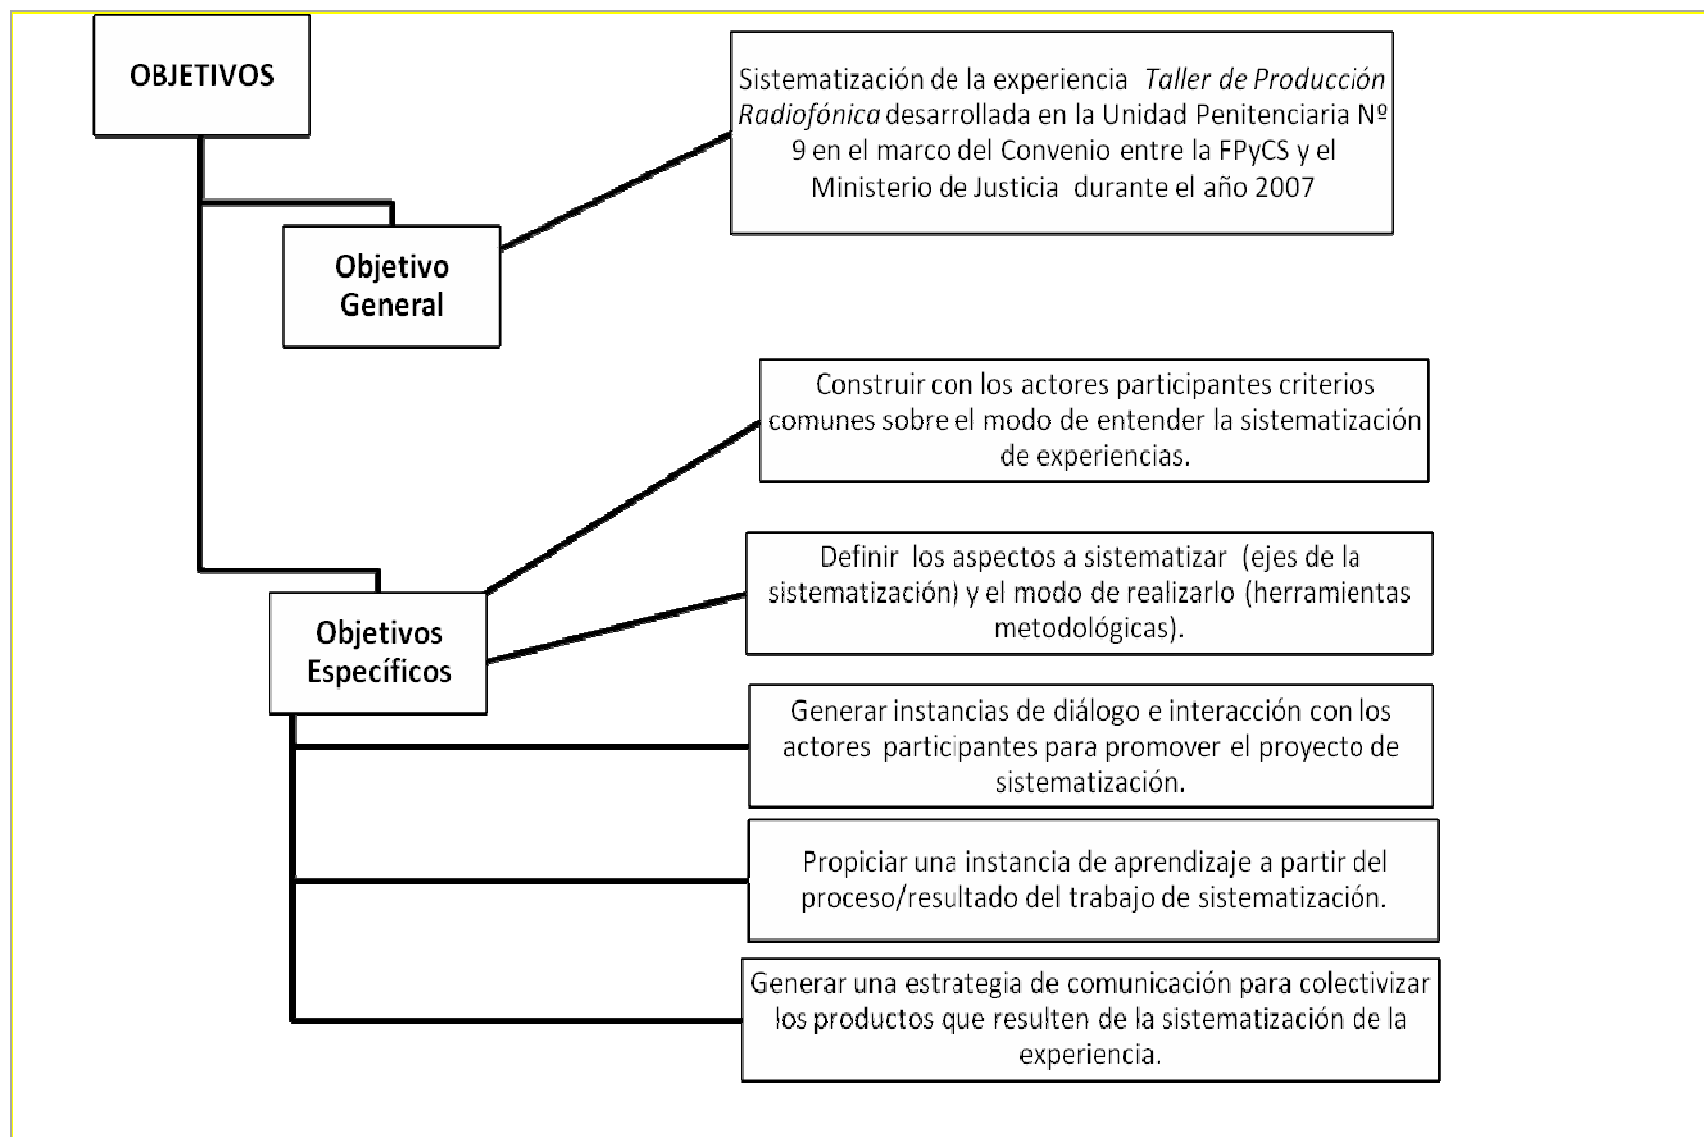 OBJETIVOS
Sistematización de la experiencia Taller de Producción
Radiofónica desarrollada en la Unidad Penitenciaria Nº
9 en el marco del Convenio entre la FPyCS y el
Ministerio de Justicia durante el año 2007
Objetivo
General
Construir con los actores participantes criterios
comunes sobre el modo de entender la sistematización
de experiencias.
Definir los aspectos a sistematizar (ejes de la
sistematización) y el modo de realizarlo (herramientas
metodológicas).
Objetivos
Específicos
Generar instancias de diálogo e interacción con los
actores participantes para promover el proyecto de
sistematización.
Propiciar una instancia de aprendizaje a partir del
proceso/resultado del trabajo de sistematización.
Generar una estrategia de comunicación para colectivizar
los productos que resulten de la sistematización de la
experiencia.